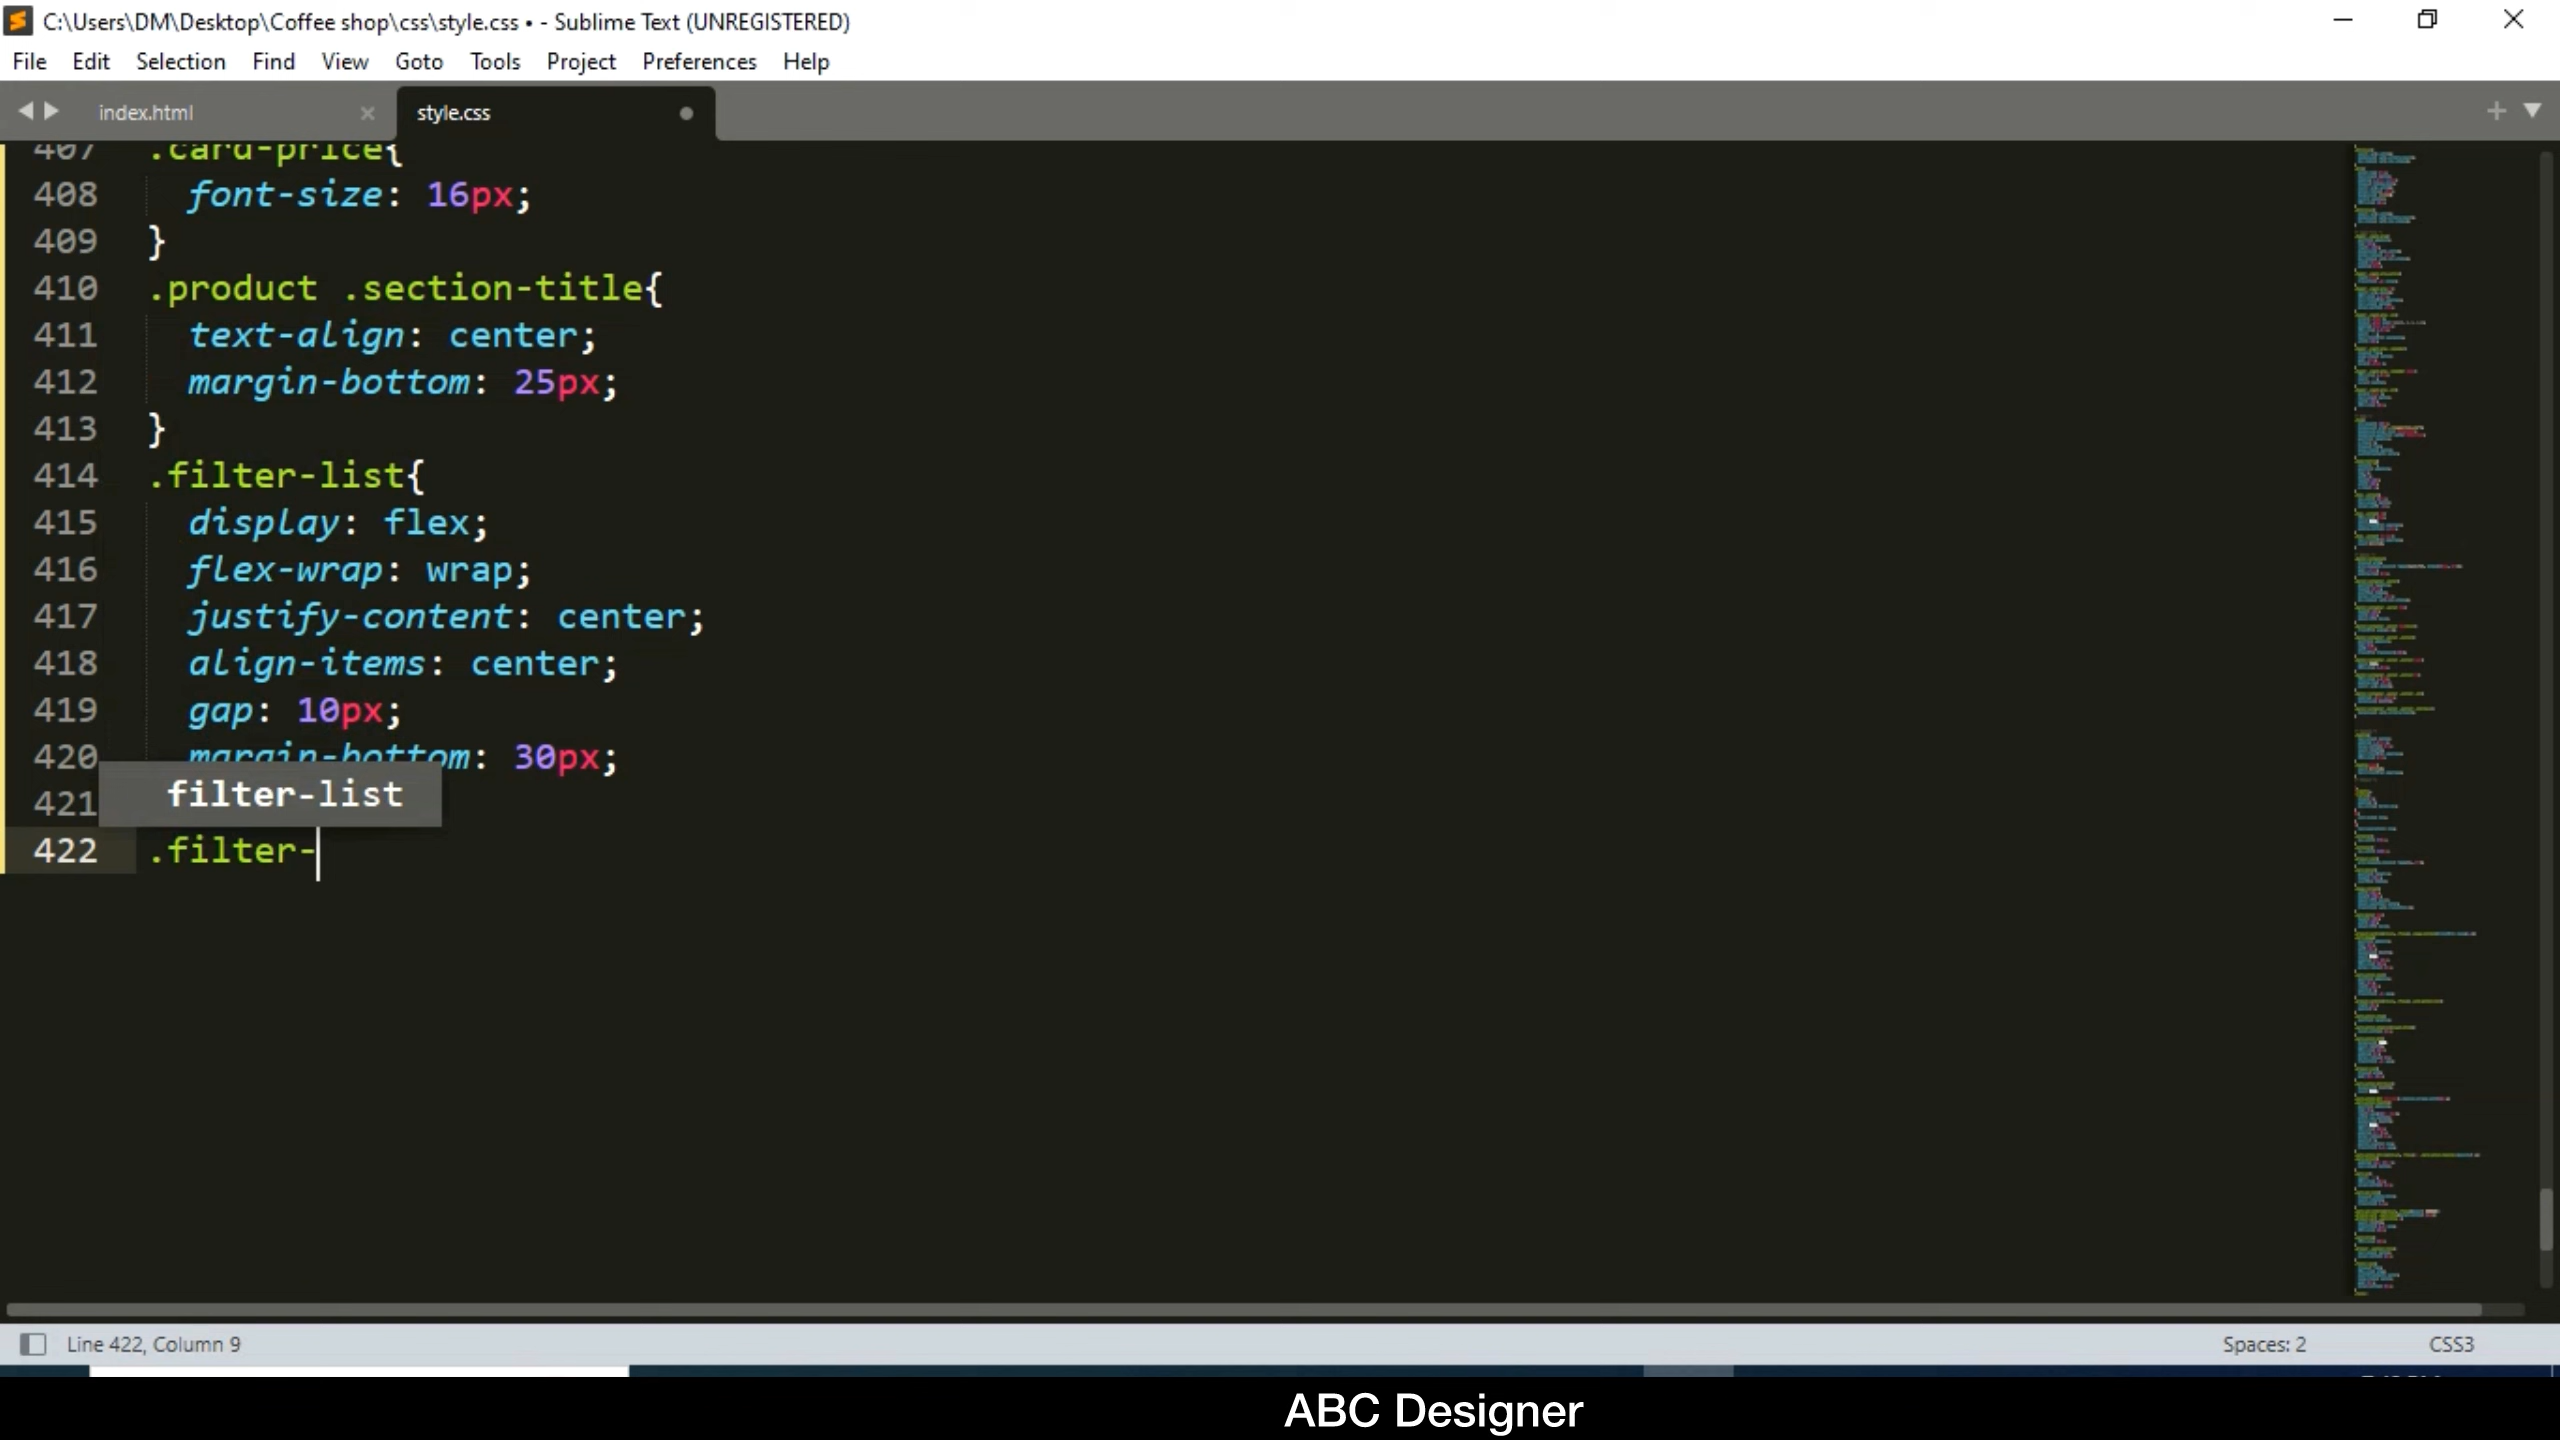 C:\Users\DM\Desktop\Coffee shop\css\style.css • - Sublime Text (UNREGISTERED)
File Edit Selection Find View Goto Tools Project Preferences Help
index.html style.css
407 .card-price{
408 font-size: 16px;
409 }
410 .product .section-title{
411 text-align: center;
412 margin-bottom: 25px;
413 }
414 .filter-list{
415 display: flex;
416 flex-wrap: wrap;
417 justify-content: center;
418 align-items: center;
419 gap: 10px;
420 margin-bottom: 30px;
421 filter-list
422 .filter-
Line 422, Column 9 Spaces: 2 CSS3
ABC Designer